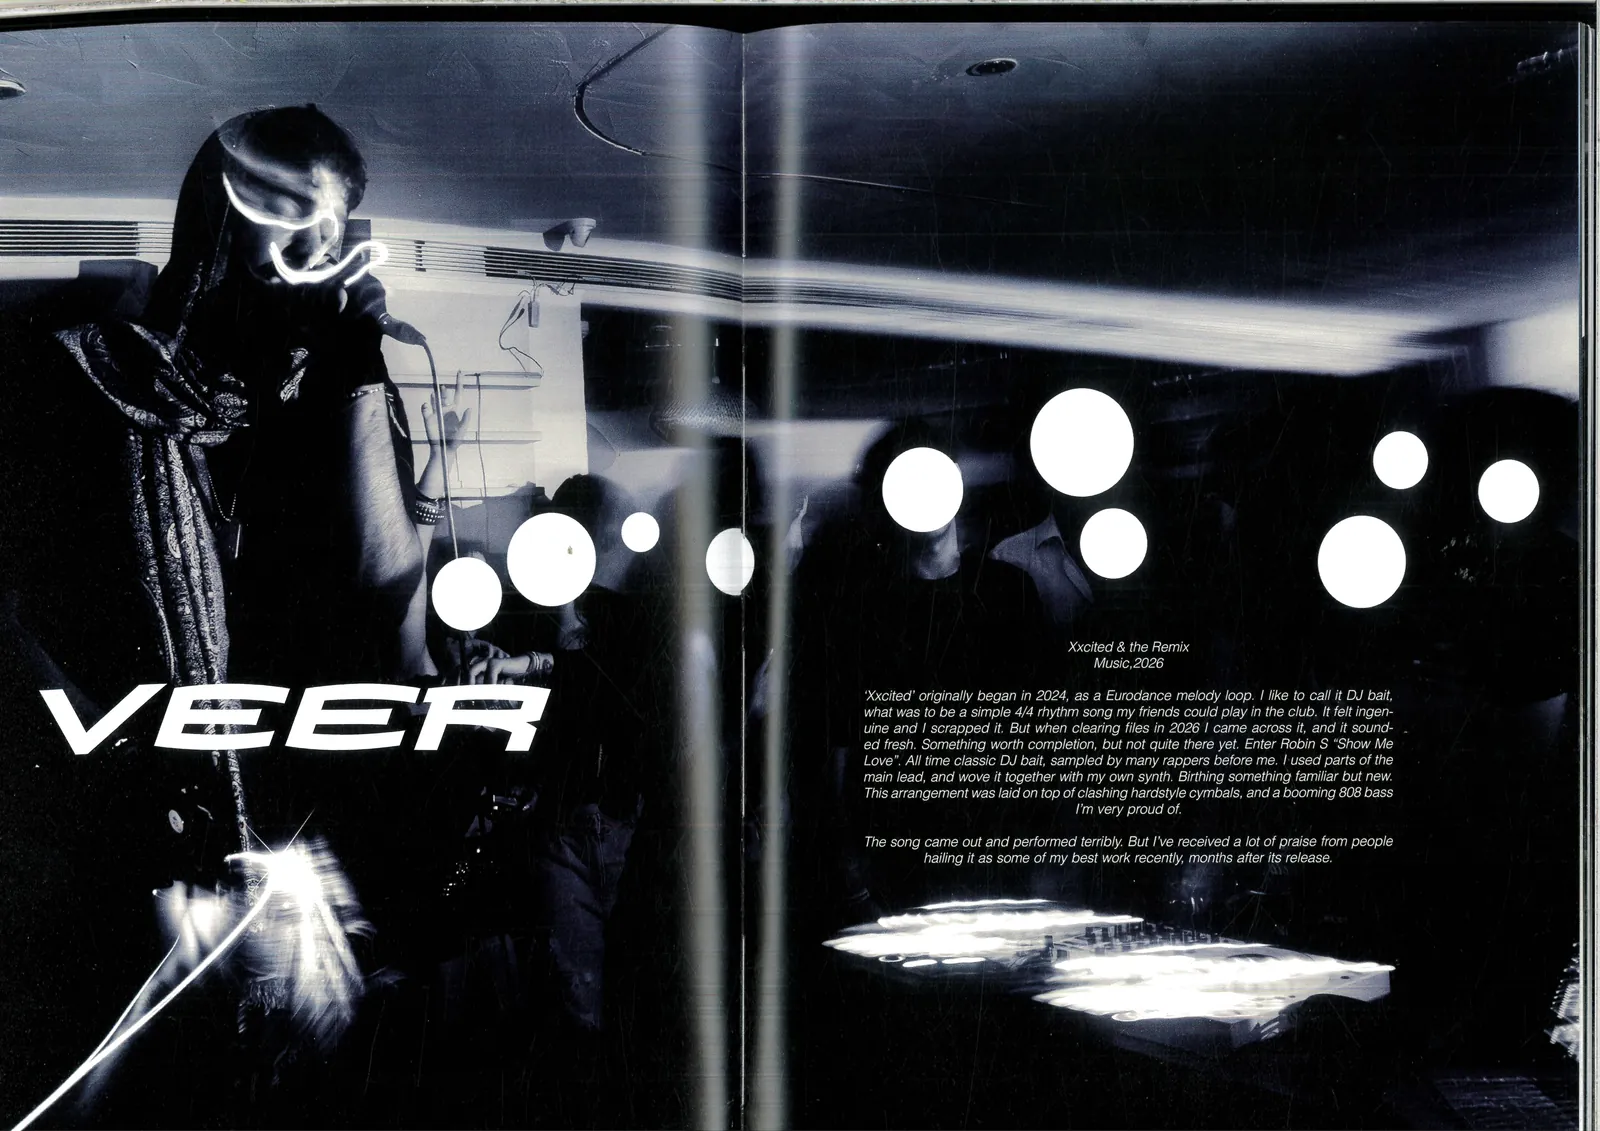 VEER
Xxcited & the Remix
Music,2026
‘Xxcited’ originally began in 2024, as a Eurodance melody loop. I like to call it DJ bait,
what was to be a simple 4/4 rhythm song my friends could play in the club. It felt ingen-
uine and I scrapped it. But when clearing files in 2026 I came across it, and it sound-
ed fresh. Something worth completion, but not quite there yet. Enter Robin S “Show Me
Love”. All time classic DJ bait, sampled by many rappers before me. I used parts of the
main lead, and wove it together with my own synth. Birthing something familiar but new.
This arrangement was laid on top of clashing hardstyle cymbals, and a booming 808 bass
I’m very proud of.
The song came out and performed terribly. But I’ve received a lot of praise from people
hailing it as some of my best work recently, months after its release.